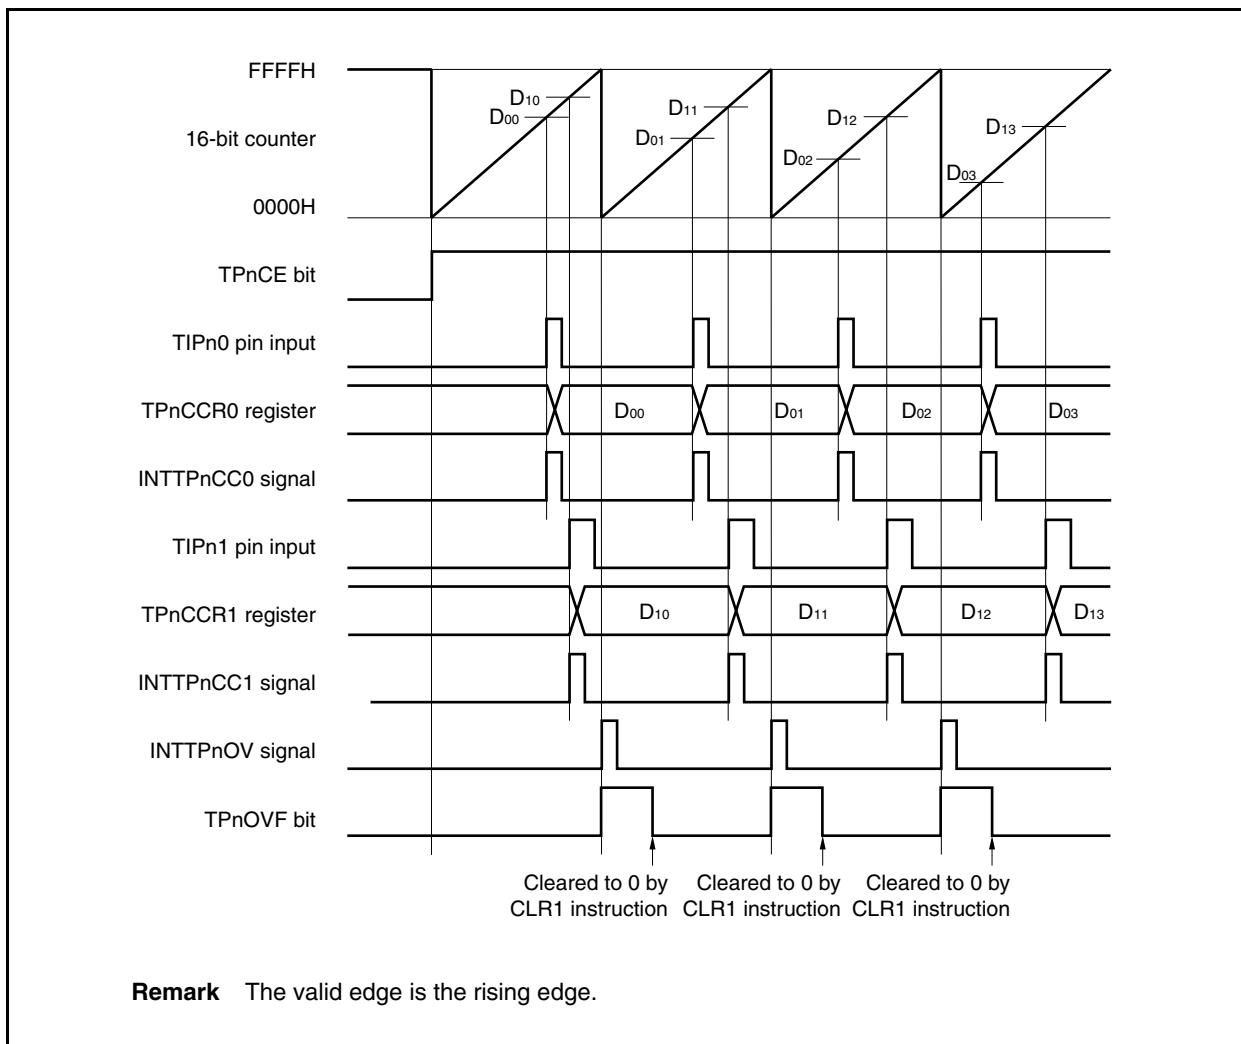 FFFFH
D10
D00
D11
D01
D12
D02
D13
D03
16-bit counter
0000H
TPnCE bit
TIPn0 pin input
TPnCCR0 register
D00
D01
D02
D03
INTTPnCC0 signal
TIPn1 pin input
TPnCCR1 register
D10
D11
D12
D13
INTTPnCC1 signal
INTTPnOV signal
TPnOVF bit
Cleared to 0 by
CLR1 instruction
Cleared to 0 by
CLR1 instruction
Cleared to 0 by
CLR1 instruction
Remark The valid edge is the rising edge.